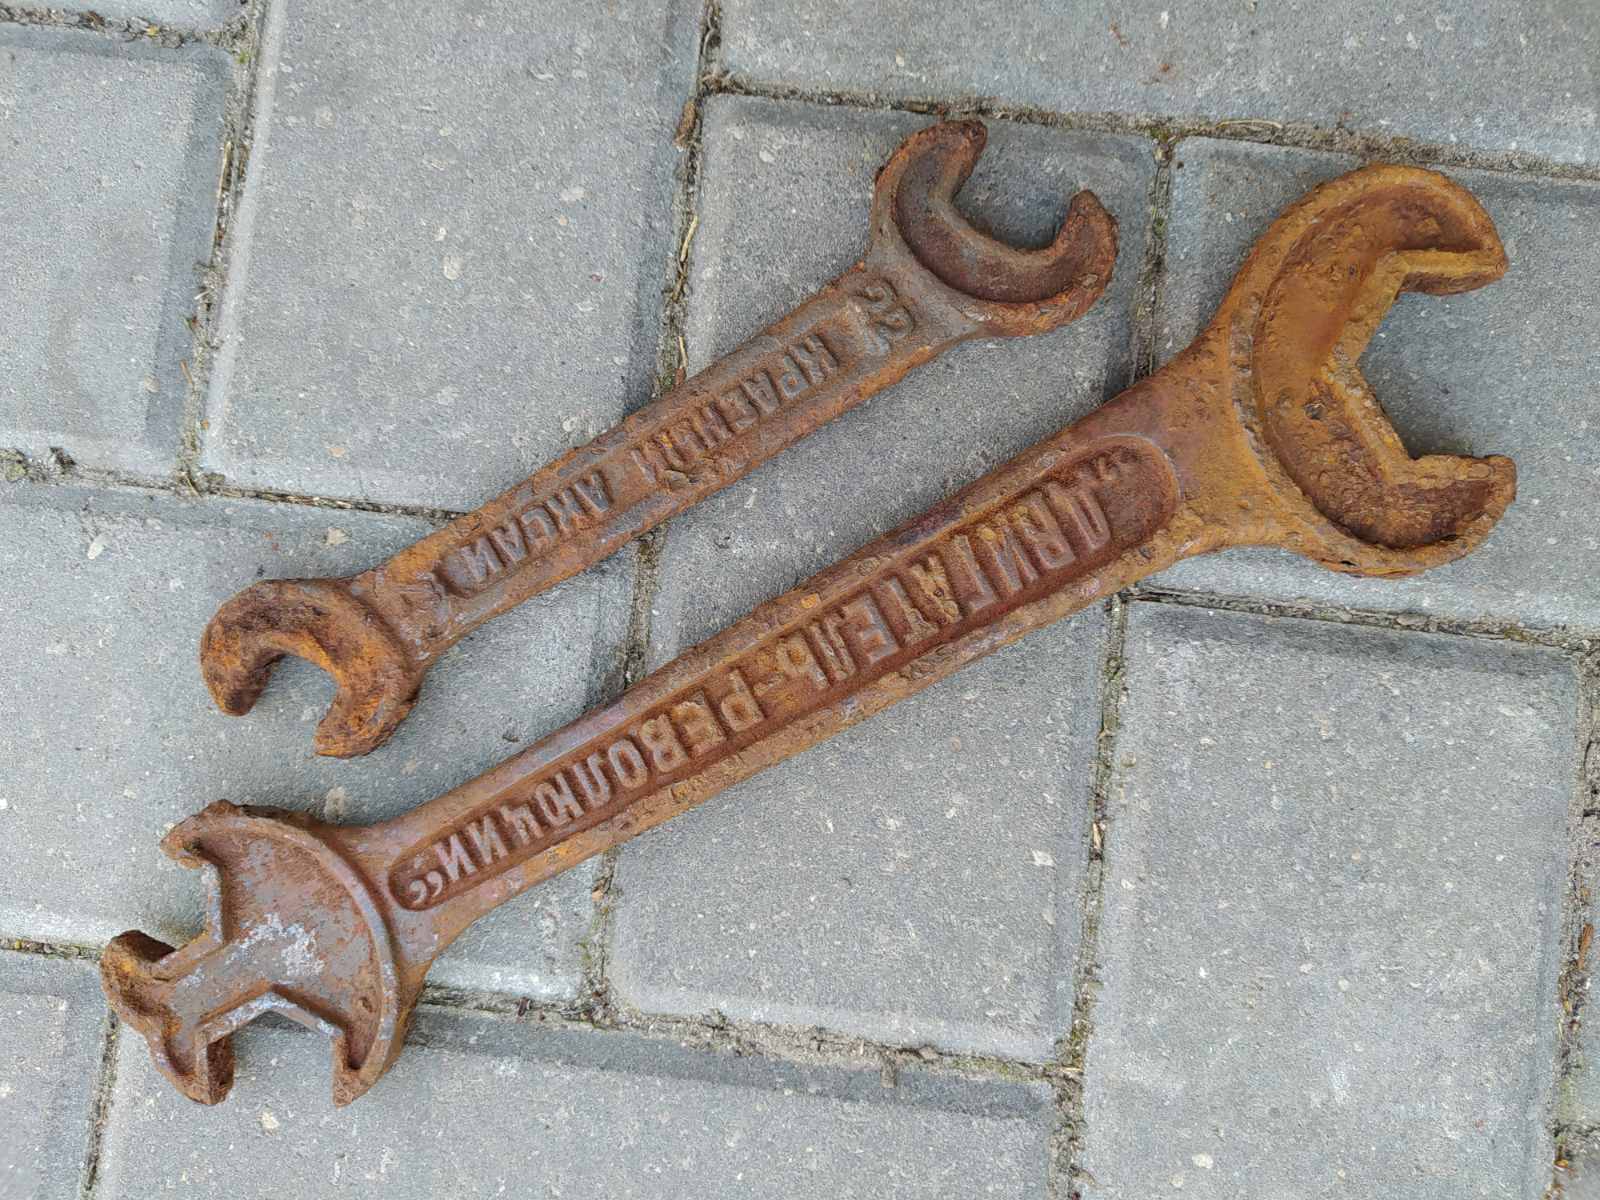 22 КРАСНЫЙ АКСАЙ
„ДВИГАТЕЛЬ-РЕВОЛЮЦИИ“